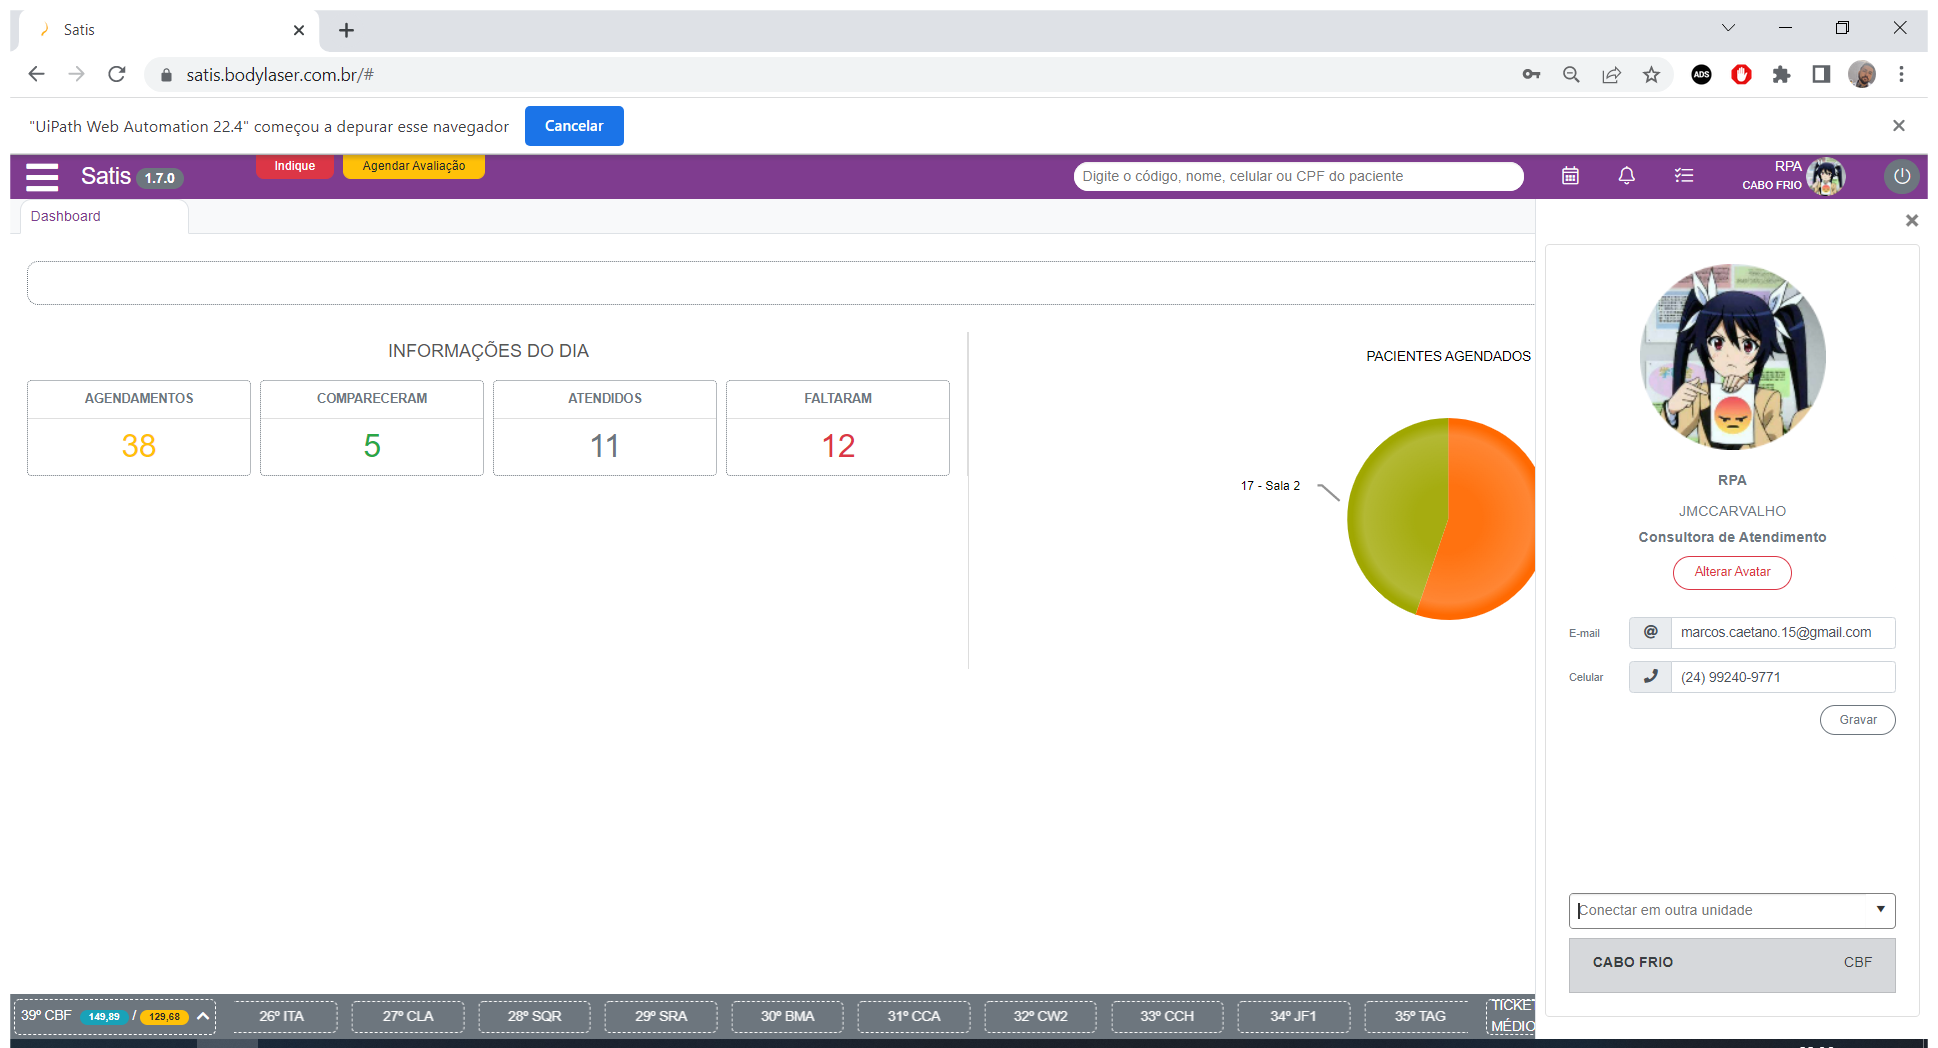 Satis
satis.bodylaser.com.br/#
ADS
"UiPath Web Automation 22.4" começou a depurar esse navegador
Cancelar
Satis 1.7.0
Indique
Agendar Avaliação
Digite o código, nome, celular ou CPF do paciente
RPA
CABO FRIO
Dashboard
INFORMAÇÕES DO DIA
AGENDAMENTOS
38
COMPARECERAM
5
ATENDIDOS
11
FALTARAM
12
PACIENTES AGENDADOS
17 - Sala 2
RPA
JMCCARVALHO
Consultora de Atendimento
Alterar Avatar
E-mail
@ marcos.caetano.15@gmail.com
Celular
(24) 99240-9771
Gravar
Conectar em outra unidade
CABO FRIO CBF
39º CBF 149,89 / 129,68
26º ITA
27º CLA
28º SQR
29º SRA
30º BMA
31º CCA
32º CW2
33º CCH
34º JF1
35º TAG
TICKE
MÉDIO